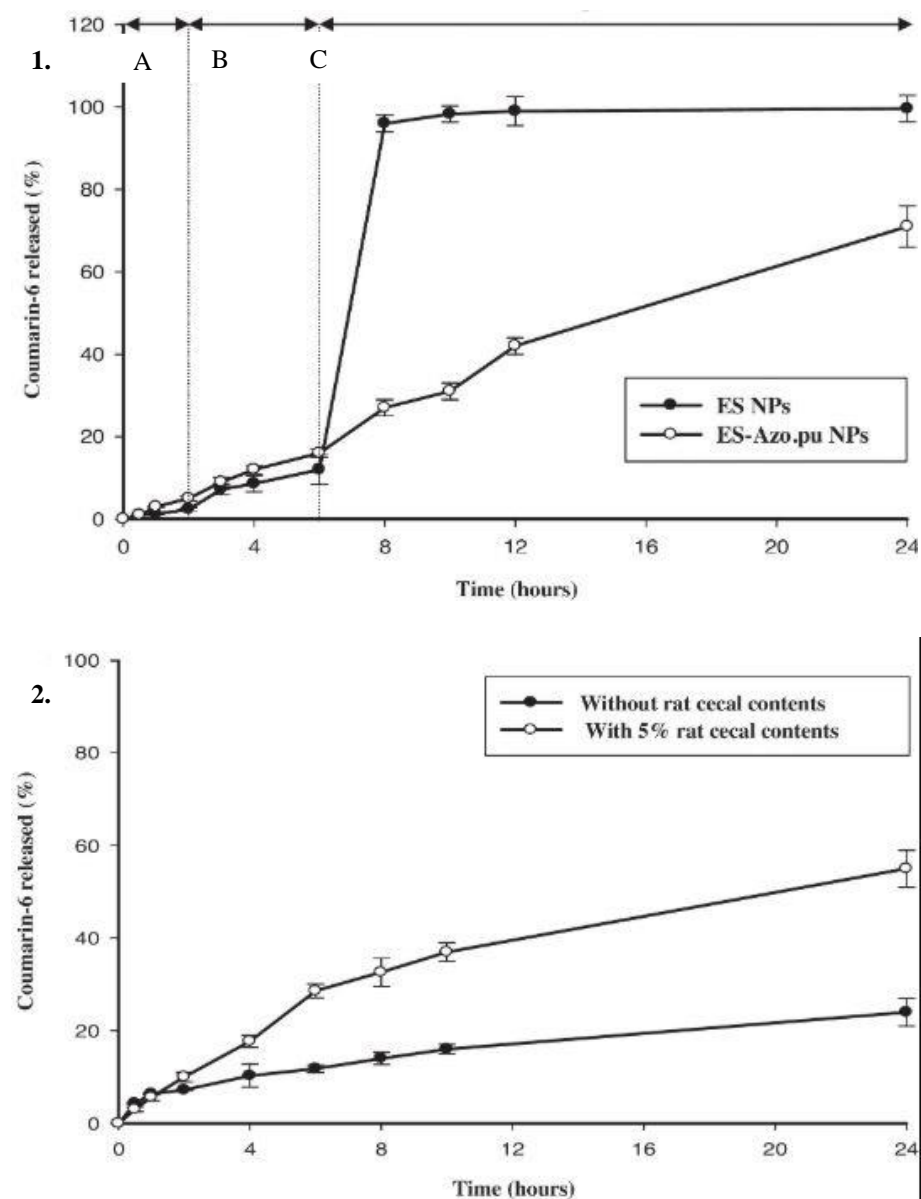 120
1.
A B C
100
80
60
40
20
0
Coumarin-6 released (%)
ES NPs
ES-Azo.pu NPs
0 4 8 12 16 20 24
Time (hours)
100
2.
80
60
40
20
0
Coumarin-6 released (%)
Without rat cecal contents
With 5% rat cecal contents
0 4 8 12 16 20 24
Time (hours)